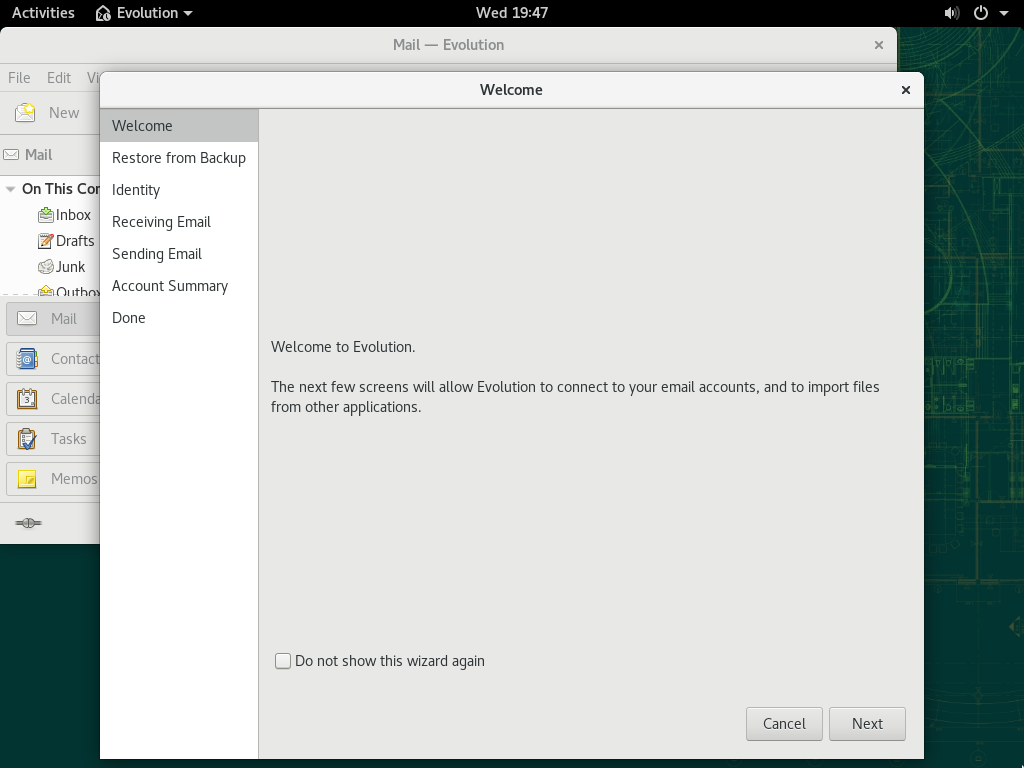 Activities Evolution Wed 19:47
Mail — Evolution
File Edit Vi
Welcome
New
Mail
On This Con
Inbox
Drafts
Junk
Outbox
Mail
Contact
Calenda
Tasks
Memos
Welcome
Restore from Backup
Identity
Receiving Email
Sending Email
Account Summary
Done
Welcome to Evolution.
The next few screens will allow Evolution to connect to your email accounts, and to import files
from other applications.
Do not show this wizard again
Cancel Next